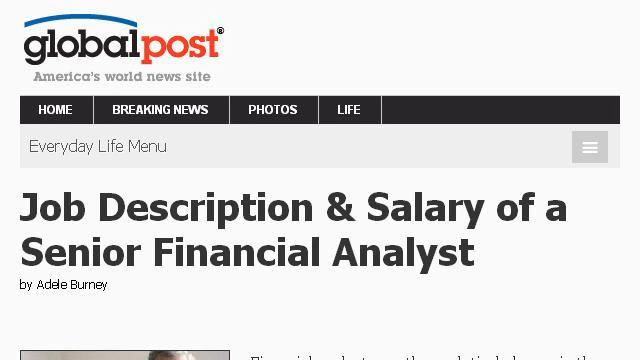 globalpost®
America's world news site
HOME BREAKING NEWS PHOTOS LIFE
Everyday Life Menu
Job Description & Salary of a
Senior Financial Analyst
by Adele Burney